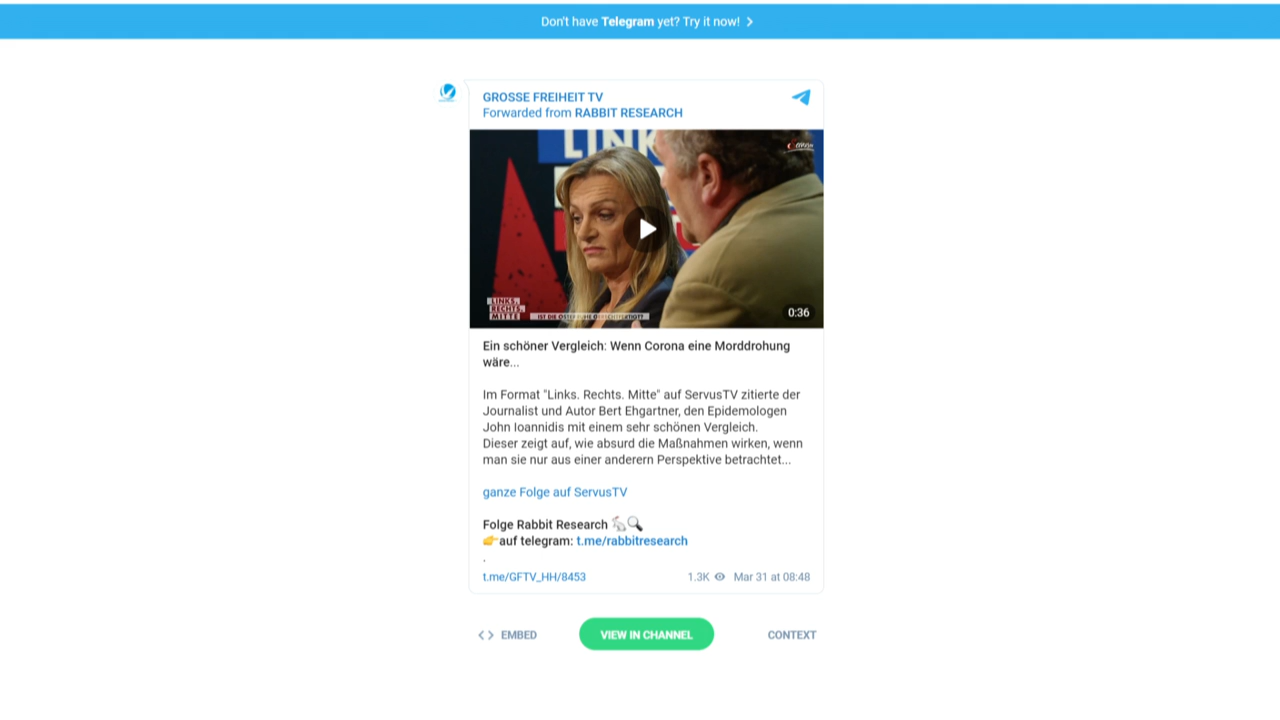 Don't have Telegram yet? Try it now!
GROSSE FREIHEIT TV
Forwarded from RABBIT RESEARCH
LINK
LINKS.
RECHTS.
MITTE
IST DIE
0:36
Ein schöner Vergleich: Wenn Corona eine Morddrohung
wäre...
Im Format "Links. Rechts. Mitte" auf ServusTV zitierte der
Journalist und Autor Bert Ehgartner, den Epidemologen
John Ioannidis mit einem sehr schönen Vergleich.
Dieser zeigt auf, wie absurd die Maßnahmen wirken, wenn
man sie nur aus einer anderern Perspektive betrachtet...
ganze Folge auf ServusTV
Folge Rabbit Research 🐇🔍
👉auf telegram: t.me/rabbitresearch
.
t.me/GFTV_HH/8453
1.3K Mar 31 at 08:48
EMBED
VIEW IN CHANNEL
CONTEXT